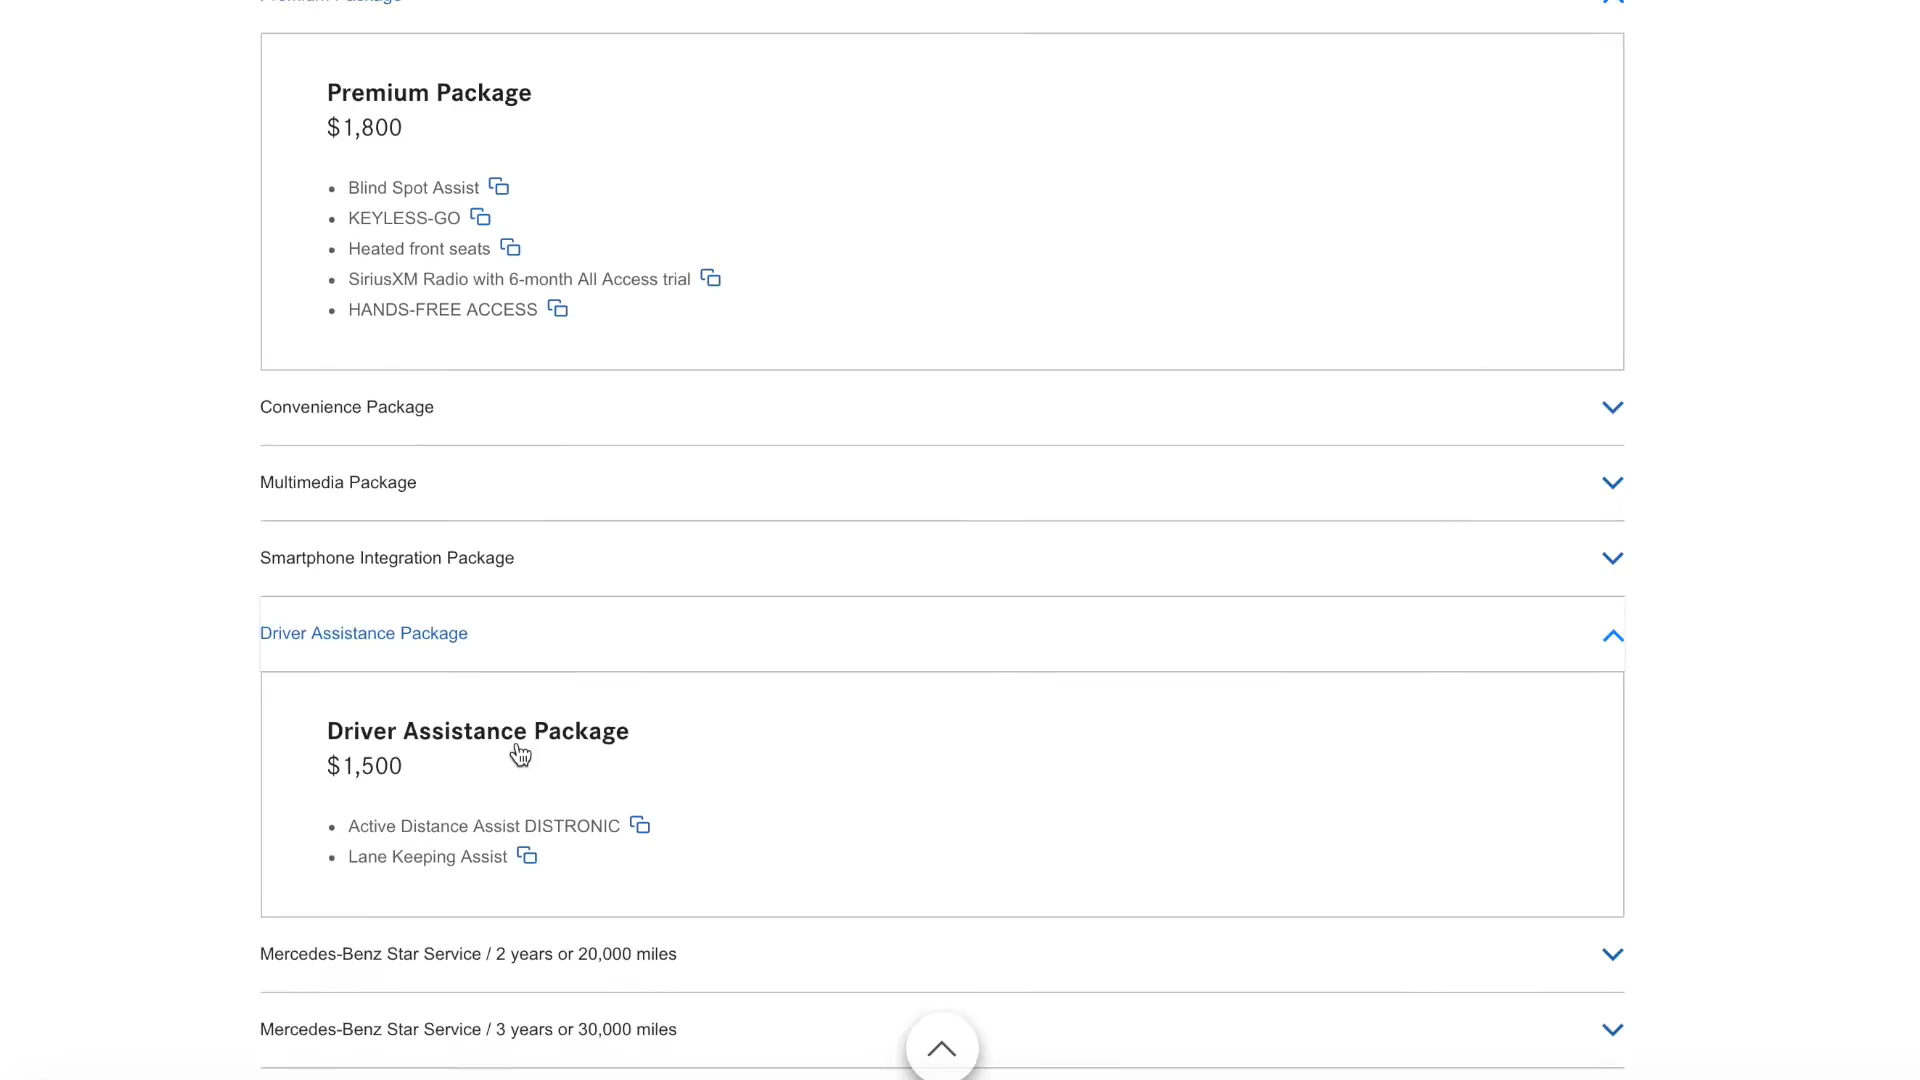 Premium Package
Premium Package
$1,800
Blind Spot Assist
KEYLESS-GO
Heated front seats
SiriusXM Radio with 6-month All Access trial
HANDS-FREE ACCESS
Convenience Package
Multimedia Package
Smartphone Integration Package
Driver Assistance Package
Driver Assistance Package
$1,500
Active Distance Assist DISTRONIC
Lane Keeping Assist
Mercedes-Benz Star Service / 2 years or 20,000 miles
Mercedes-Benz Star Service / 3 years or 30,000 miles